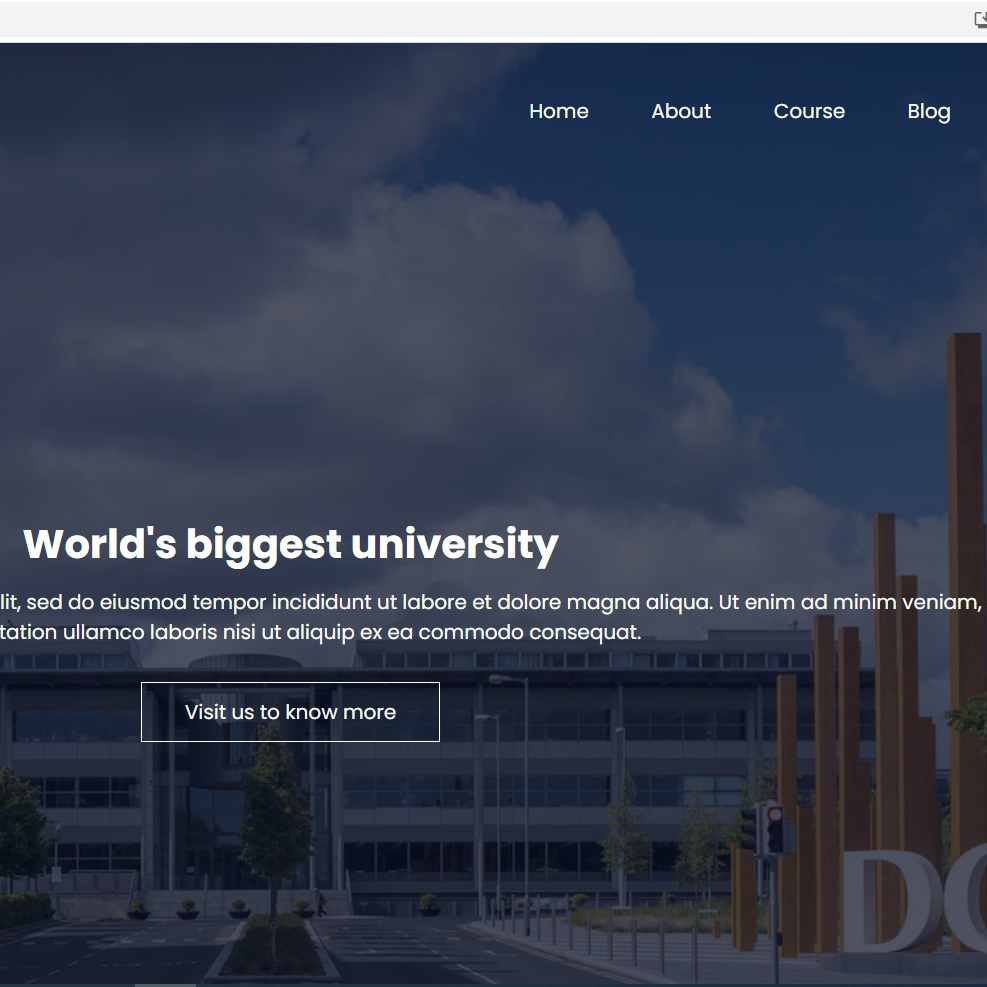 Home About Course Blog
World's biggest university
lit, sed do eiusmod tempor incididunt ut labore et dolore magna aliqua. Ut enim ad minim veniam,
tation ullamco laboris nisi ut aliquip ex ea commodo consequat.
Visit us to know more